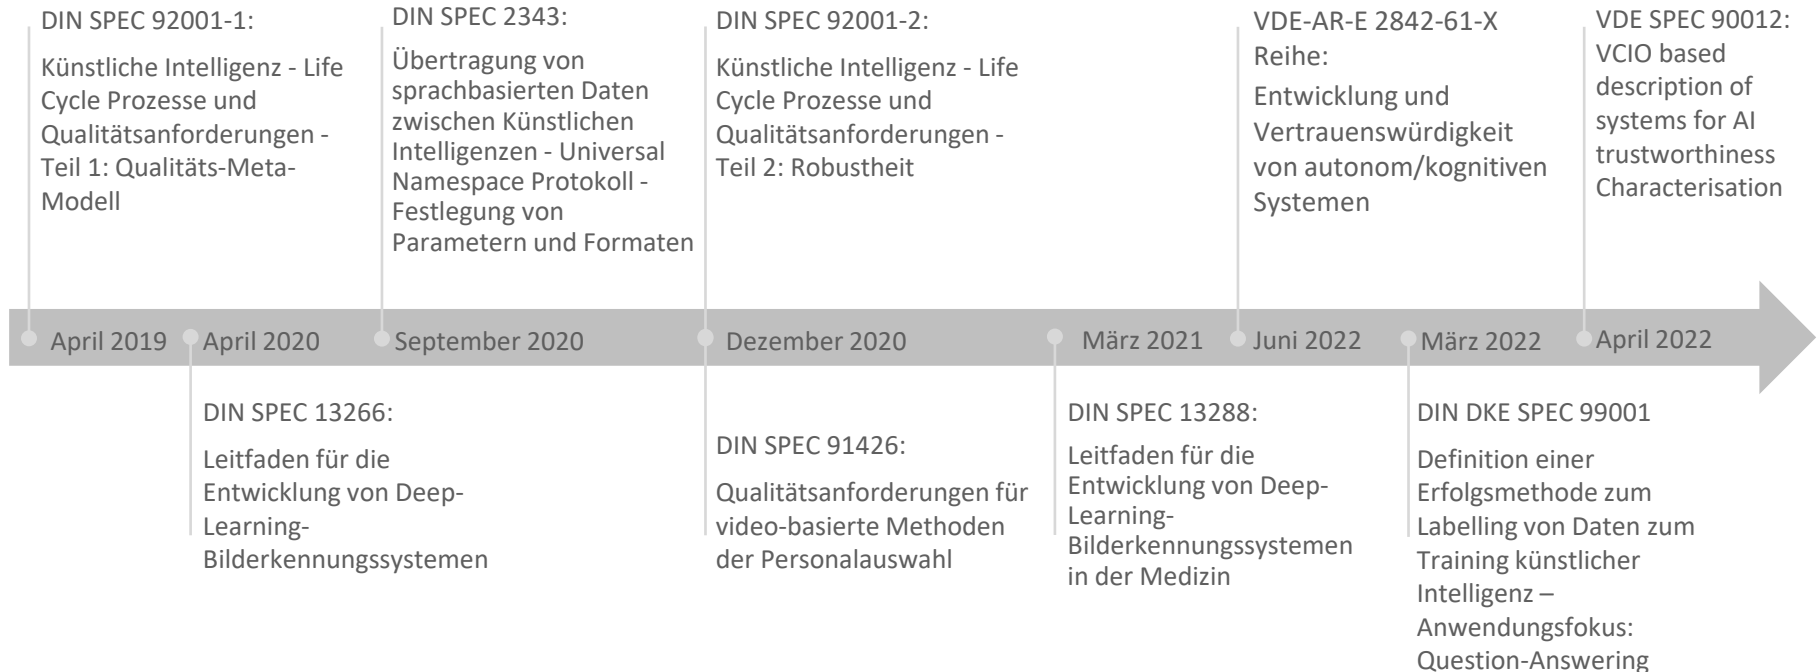 DIN SPEC 92001-1:
Künstliche Intelligenz - Life
Cycle Prozesse und
Qualitätsanforderungen -
Teil 1: Qualitäts-Meta-
Modell
DIN SPEC 2343:
Übertragung von
sprachbasierten Daten
zwischen Künstlichen
Intelligenzen - Universal
Namespace Protokoll -
Festlegung von
Parametern und Formaten
DIN SPEC 92001-2:
Künstliche Intelligenz - Life
Cycle Prozesse und
Qualitätsanforderungen -
Teil 2: Robustheit
VDE-AR-E 2842-61-X
Reihe:
Entwicklung und
Vertrauenswürdigkeit
von autonom/kognitiven
Systemen
VDE SPEC 90012:
VCIO based
description of
systems for AI
trustworthiness
Characterisation
April 2019
April 2020
September 2020
Dezember 2020
März 2021
Juni 2022
März 2022
April 2022
DIN SPEC 13266:
Leitfaden für die
Entwicklung von Deep-
Learning-
Bilderkennungssystemen
DIN SPEC 91426:
Qualitätsanforderungen für
video-basierte Methoden
der Personalauswahl
DIN SPEC 13288:
Leitfaden für die
Entwicklung von Deep-
Learning-
Bilderkennungssystemen
in der Medizin
DIN DKE SPEC 99001
Definition einer
Erfolgsmethode zum
Labelling von Daten zum
Training künstlicher
Intelligenz –
Anwendungsfokus:
Question-Answering